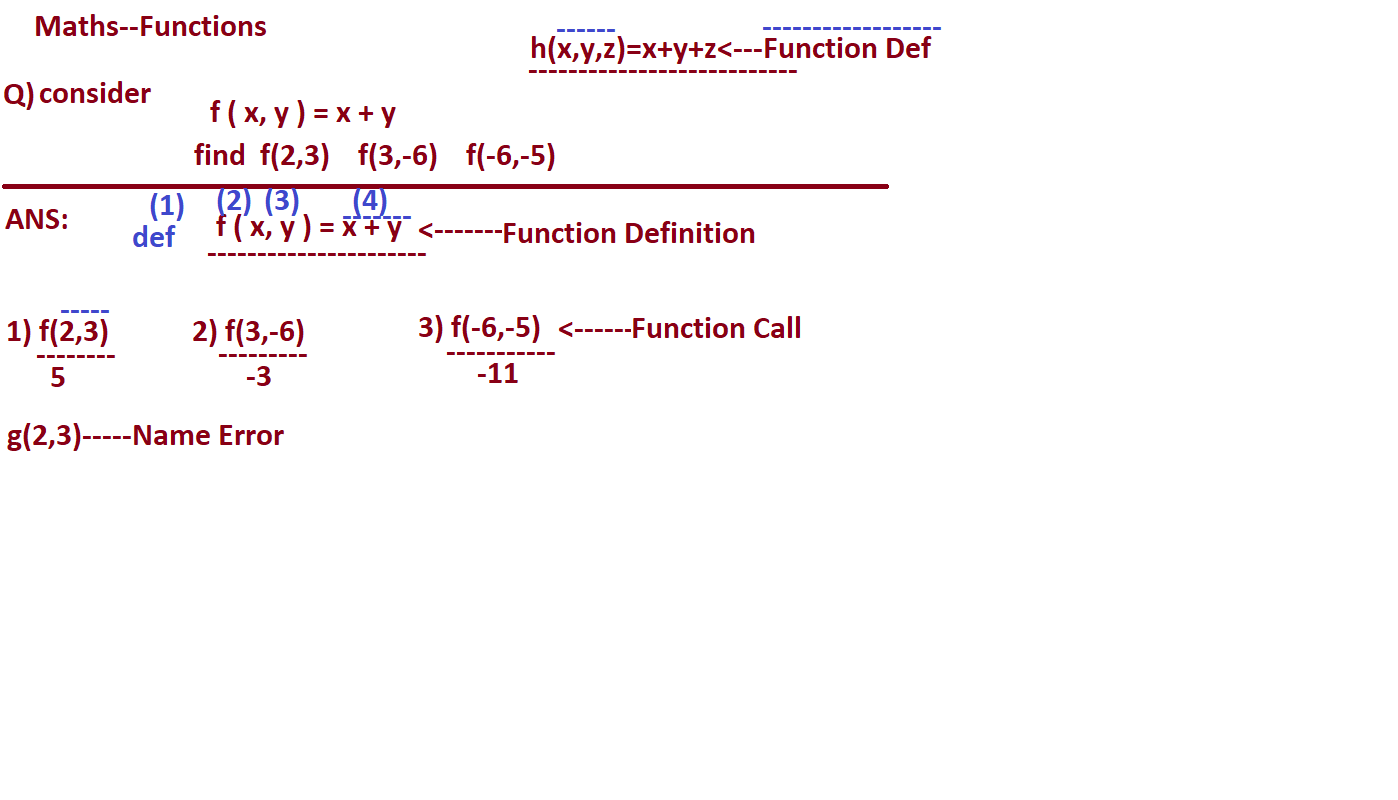 Maths--Functions
h(x,y,z)=x+y+z<---Function Def
Q) consider
f ( x, y ) = x + y
find f(2,3) f(3,-6) f(-6,-5)
(1) (2) (3) (4)
ANS: def f ( x, y ) = x + y <-------Function Definition
1) f(2,3) 2) f(3,-6) 3) f(-6,-5) <------Function Call
5 -3 -11
g(2,3)-----Name Error